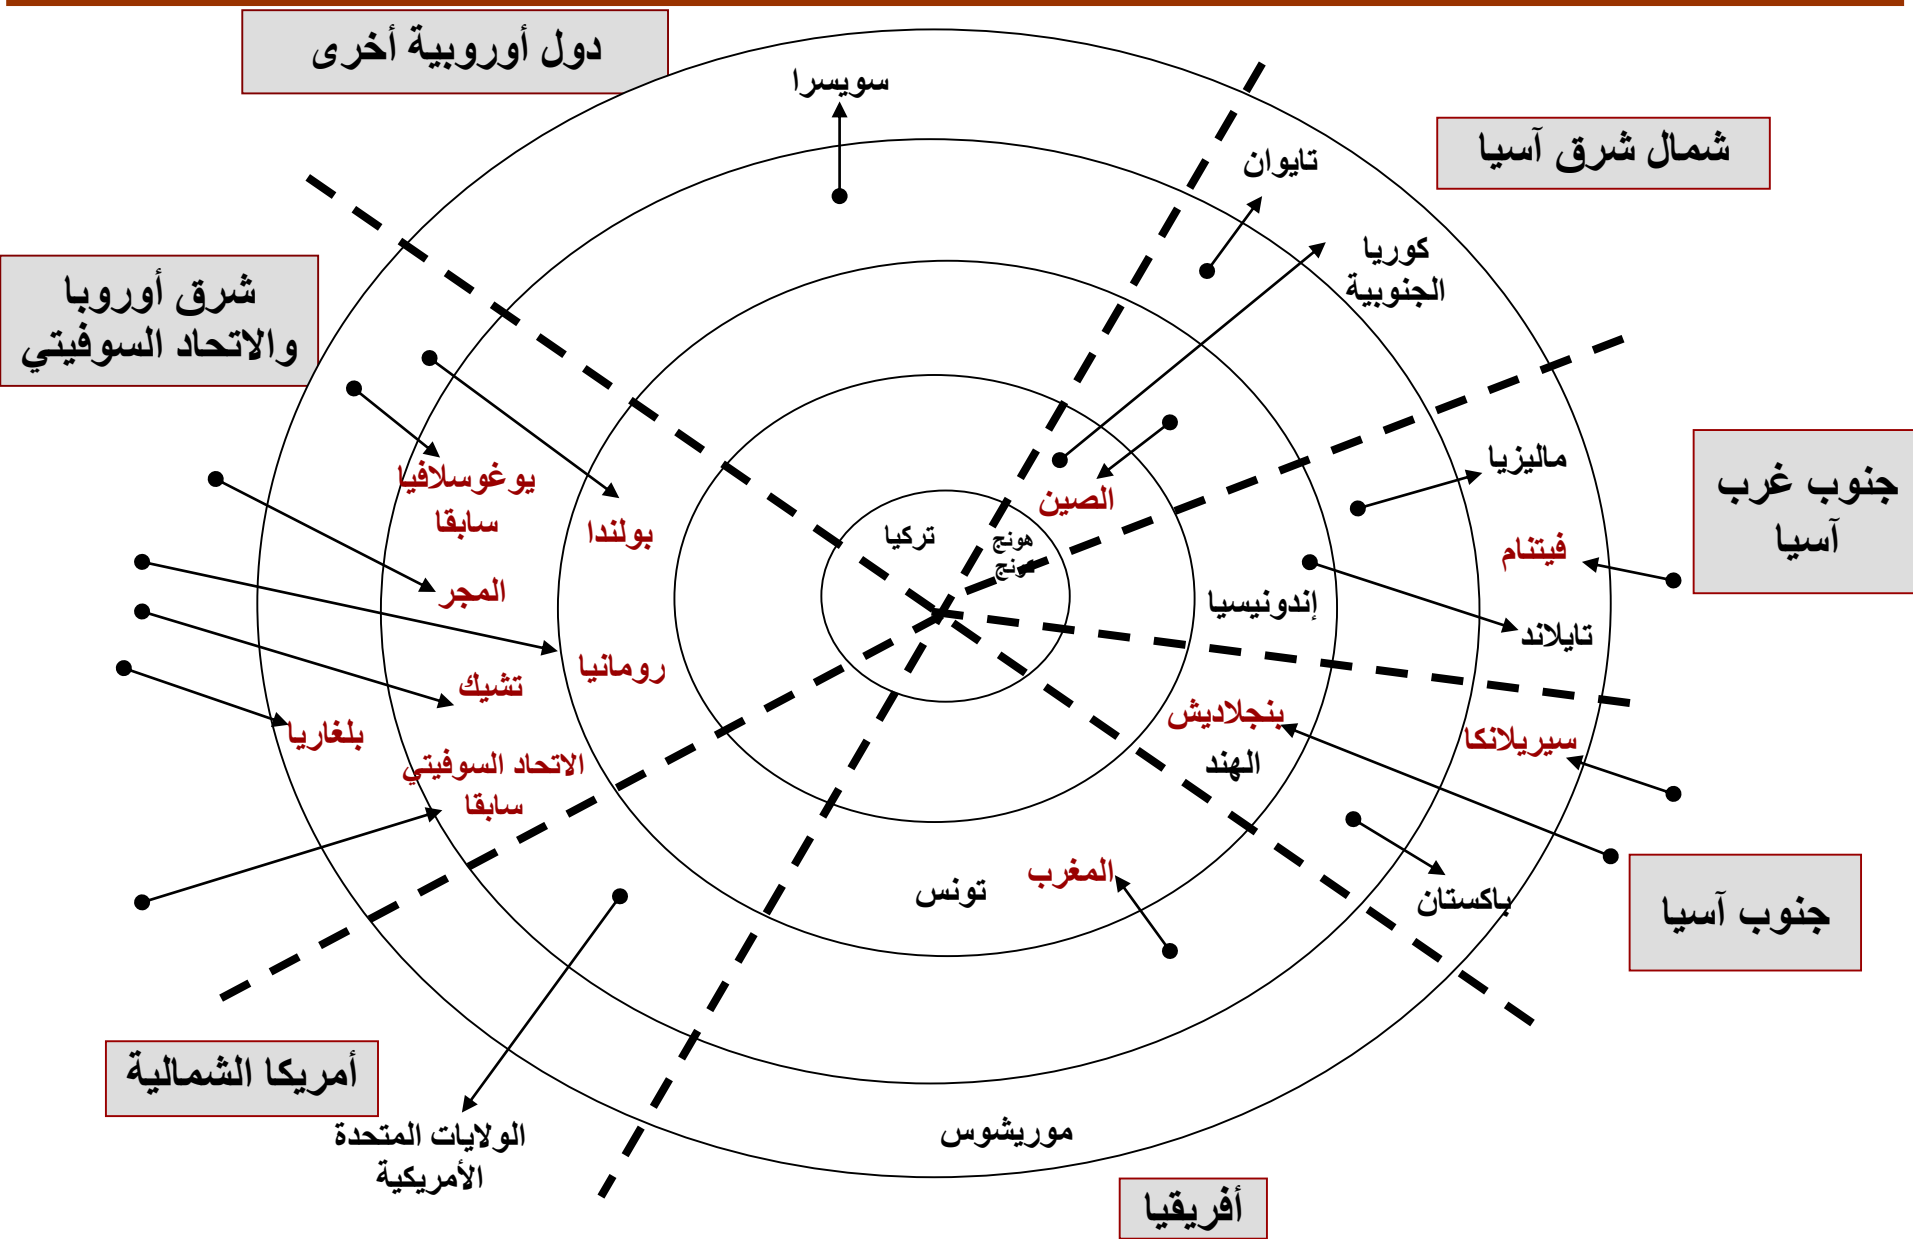 دول أوروبية أخرى
سويسرا
شمال شرق آسيا
تايوان
كوريا
الجنوبية
شرق أوروبا
والاتحاد السوفيتي
ماليزيا
جنوب غرب
آسيا
يوغوسلافيا
سابقا
الصين
بولندا
تركيا
هونج
كونج
فيتنام
المجر
إندونيسيا
تايلاند
رومانيا
تشيك
بنجلاديش
الهند
سيريلانكا
بلغاريا
الاتحاد السوفيتي
سابقا
المغرب
تونس
باكستان
جنوب آسيا
أمريكا الشمالية
الولايات المتحدة
الأمريكية
موريشوس
أفريقيا